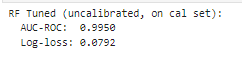 RF Tuned (uncalibrated, on cal set):
AUC-ROC: 0.9950
Log-loss: 0.0792